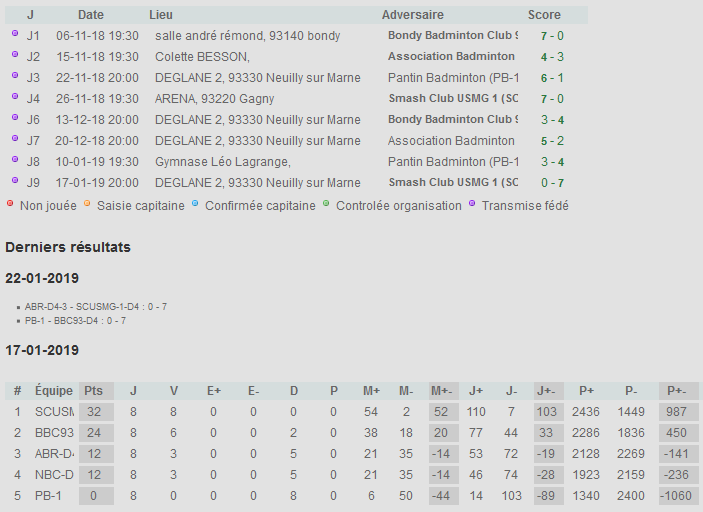 J Date Lieu Adversaire Score
J1 06-11-18 19:30 salle andré rémond, 93140 bondy Bondy Badminton Club 9 7 - 0
J2 15-11-18 19:30 Colette BESSON, Association Badminton 4 - 3
J3 22-11-18 20:00 DEGLANE 2, 93330 Neuilly sur Marne Pantin Badminton (PB-1 6 - 1
J4 26-11-18 19:30 ARENA, 93220 Gagny Smash Club USMG 1 (SC 7 - 0
J6 13-12-18 20:00 DEGLANE 2, 93330 Neuilly sur Marne Bondy Badminton Club 9 3 - 4
J7 20-12-18 20:00 DEGLANE 2, 93330 Neuilly sur Marne Association Badminton 5 - 2
J8 10-01-19 19:30 Gymnase Léo Lagrange, Pantin Badminton (PB-1 3 - 4
J9 17-01-19 20:00 DEGLANE 2, 93330 Neuilly sur Marne Smash Club USMG 1 (SC 0 - 7
Non jouée Saisie capitaine Confirmée capitaine Controlée organisation Transmise fédé
Derniers résultats
22-01-2019
ABR-D4-3 - SCUSMG-1-D4 : 0 - 7
PB-1 - BBC93-D4 : 0 - 7
17-01-2019
# Équipe Pts J V E+ E- D P M+ M- M+- J+ J- J+- P+ P- P+-
1 SCUSM 32 8 8 0 0 0 0 54 2 52 110 7 103 2436 1449 987
2 BBC93 24 8 6 0 0 2 0 38 18 20 77 44 33 2286 1836 450
3 ABR-D4 12 8 3 0 0 5 0 21 35 -14 53 72 -19 2128 2269 -141
4 NBC-D 12 8 3 0 0 5 0 21 35 -14 46 74 -28 1923 2159 -236
5 PB-1 0 8 0 0 0 8 0 6 50 -44 14 103 -89 1340 2400 -1060